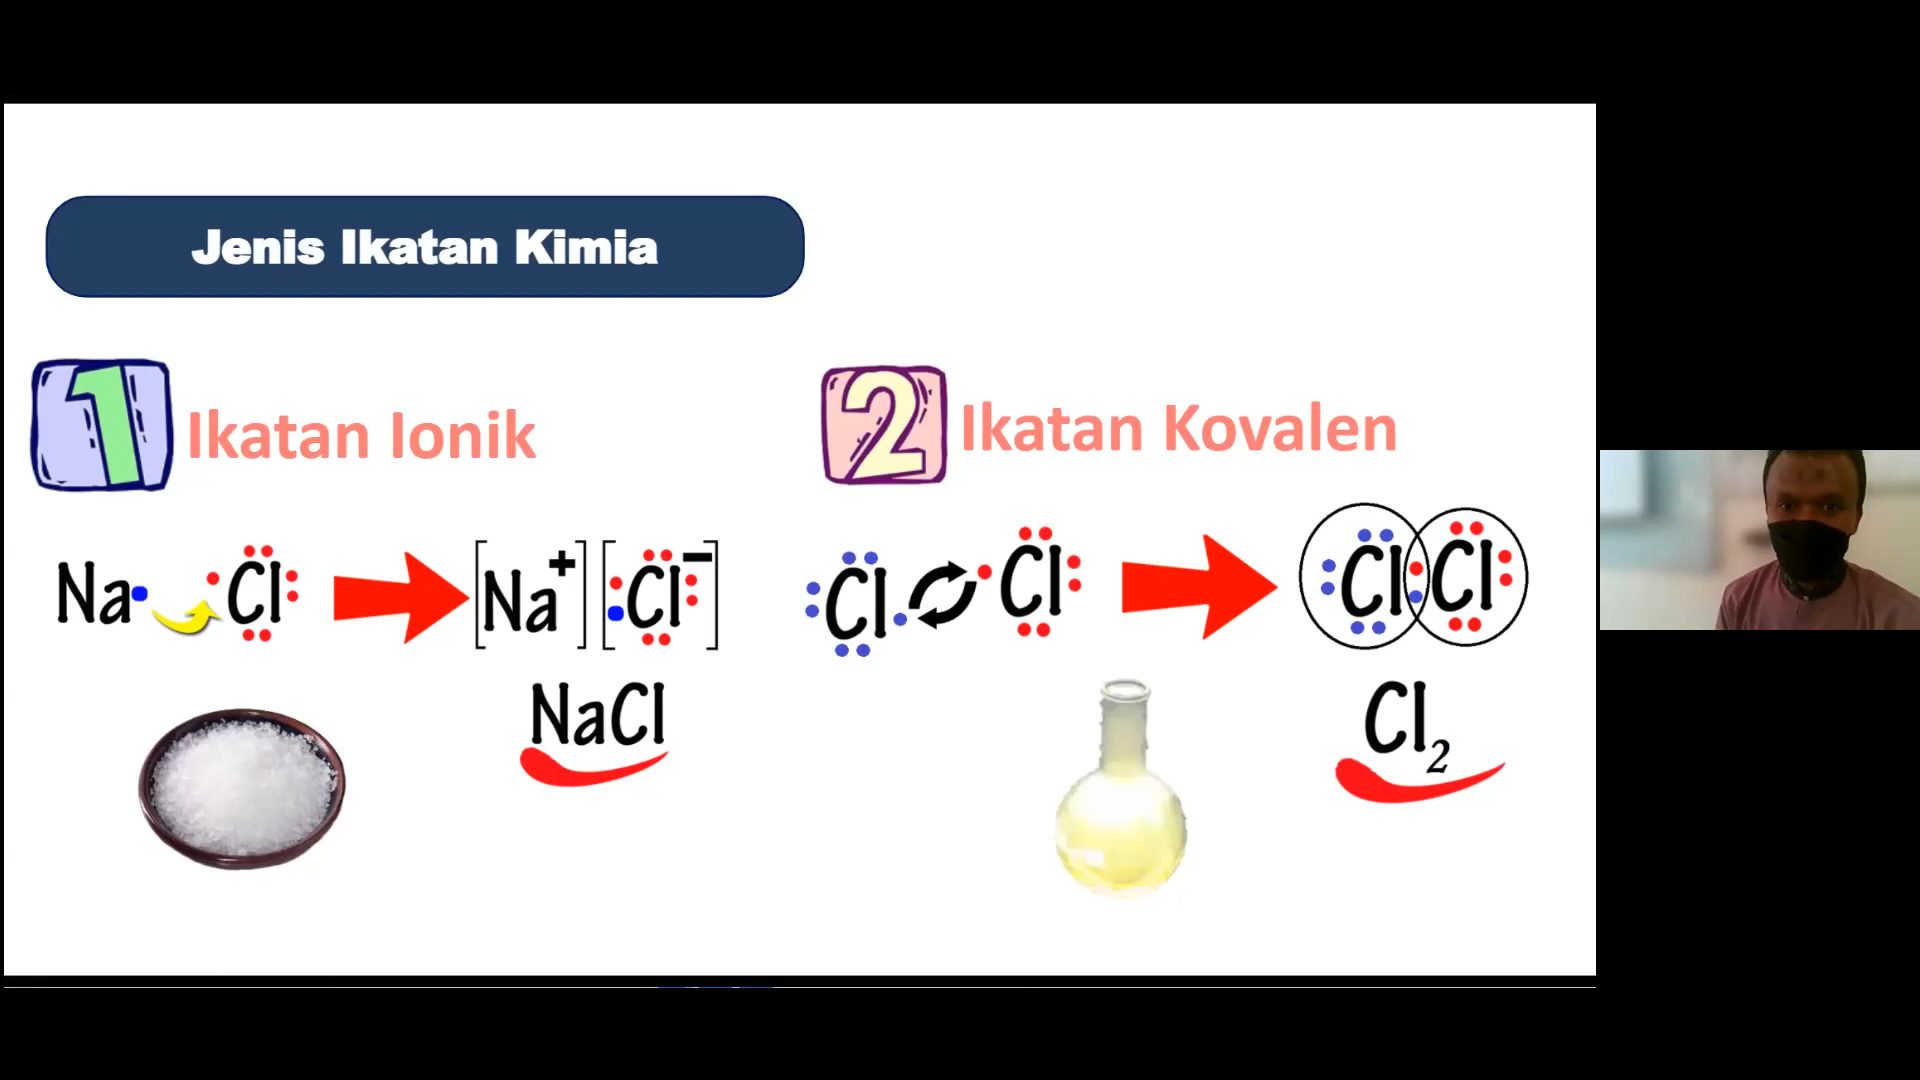 Jenis Ikatan Kimia
1 Ikatan Ionik
2 Ikatan Kovalen
Na Cl [Na+] [Cl−]
Cl Cl Cl Cl
NaCl
Cl2